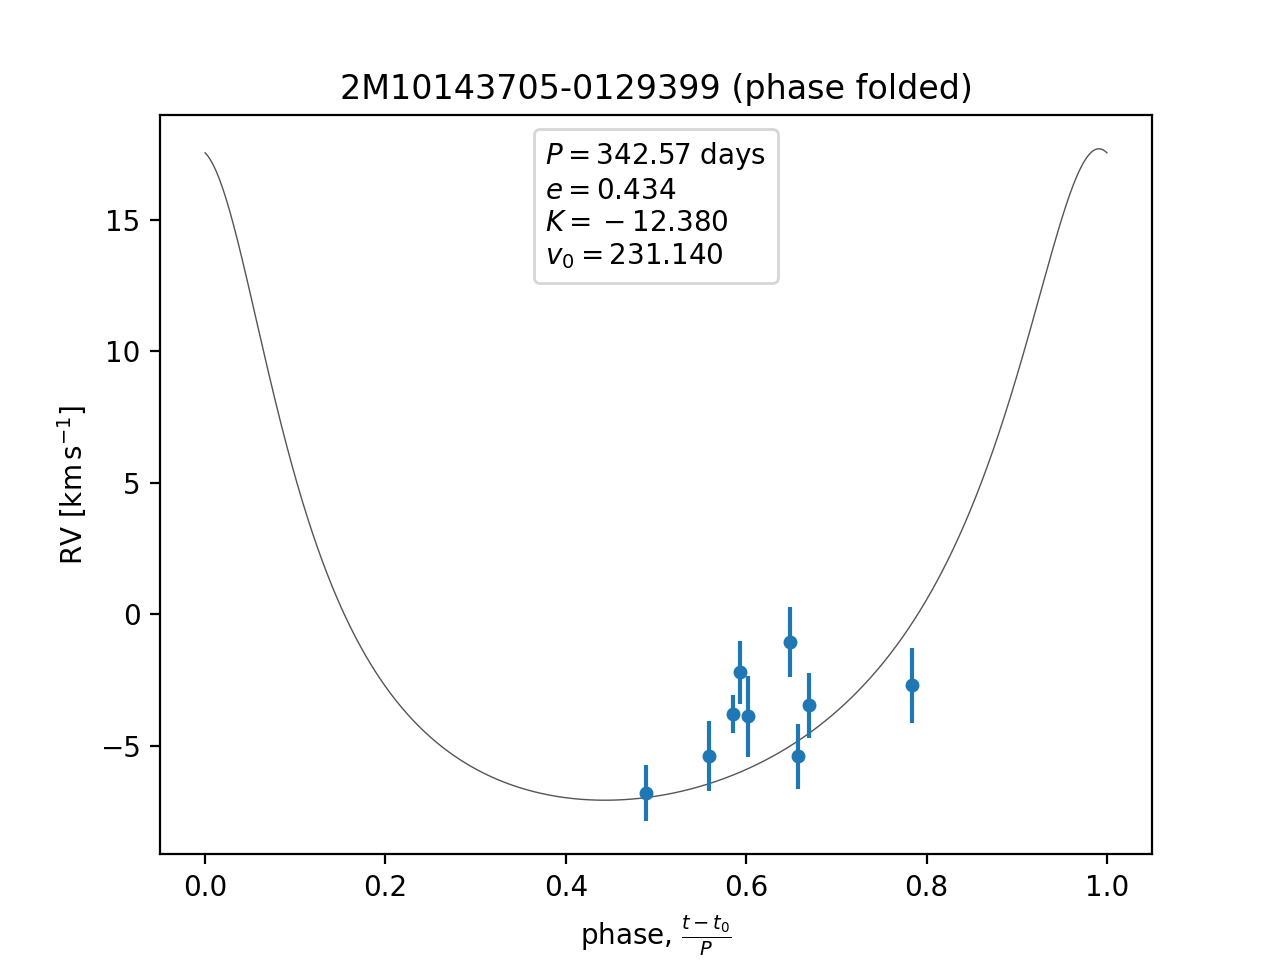 2M10143705-0129399 (phase folded)
P = 342.57 days
e = 0.434
K = −12.380
v₀ = 231.140
RV [km s⁻¹]
15
10
5
0
−5
0.0 0.2 0.4 0.6 0.8 1.0
phase, (t − t₀)/P